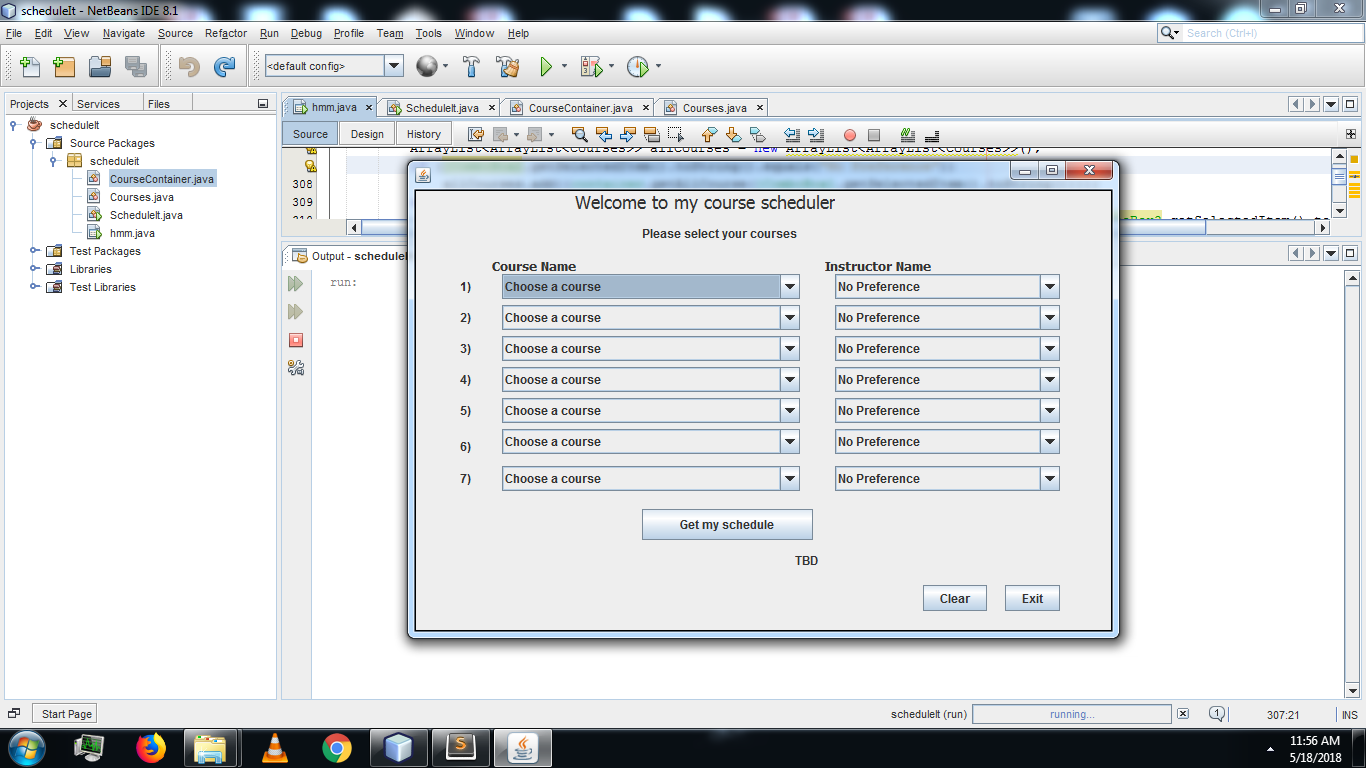 scheduleIt - NetBeans IDE 8.1
File Edit View Navigate Source Refactor Run Debug Profile Team Tools Window Help
Search (Ctrl+I)
<default config>
Projects Services Files
hmm.java ScheduleIt.java CourseContainer.java Courses.java
Source Design History
scheduleIt
Source Packages
scheduleit
CourseContainer.java
Courses.java
ScheduleIt.java
hmm.java
Test Packages
Libraries
Test Libraries
ArrayList<ArrayList<Courses>> allCourses = new ArrayList<ArrayList<Courses>>();
308
309
Output - schedule
run:
Welcome to my course scheduler
Please select your courses
Course Name Instructor Name
1) Choose a course No Preference
2) Choose a course No Preference
3) Choose a course No Preference
4) Choose a course No Preference
5) Choose a course No Preference
6) Choose a course No Preference
7) Choose a course No Preference
Get my schedule
TBD
Clear Exit
Start Page
scheduleIt (run) running... 1 307:21 INS
11:56 AM
5/18/2018